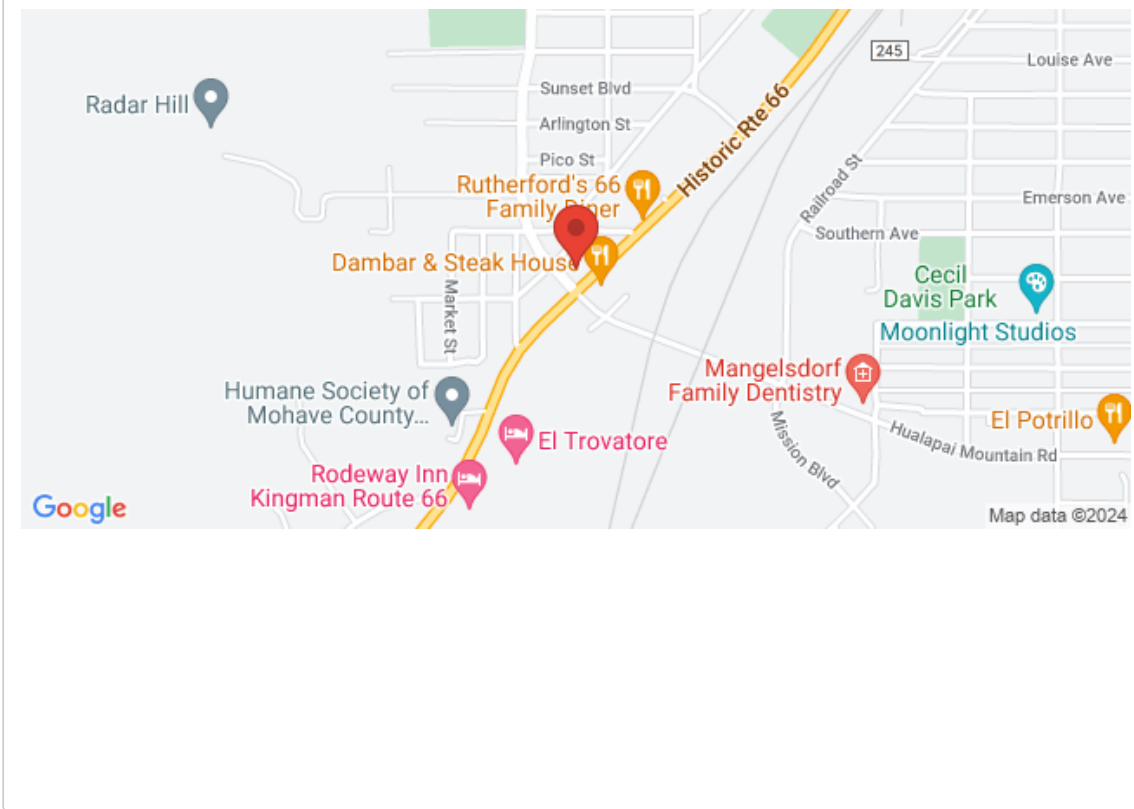 245
Louise Ave
Radar Hill
Sunset Blvd
Arlington St
Historic Rte 66
Pico St
Railroad St
Rutherford's 66
Family Diner
Emerson Ave
Southern Ave
Dambar & Steak House
Cecil
Davis Park
Market St
Moonlight Studios
Mangelsdorf
Family Dentistry
Humane Society of
Mohave County...
El Potrillo
El Trovatore
Mission Blvd
Hualapai Mountain Rd
Rodeway Inn
Kingman Route 66
Google
Map data ©2024